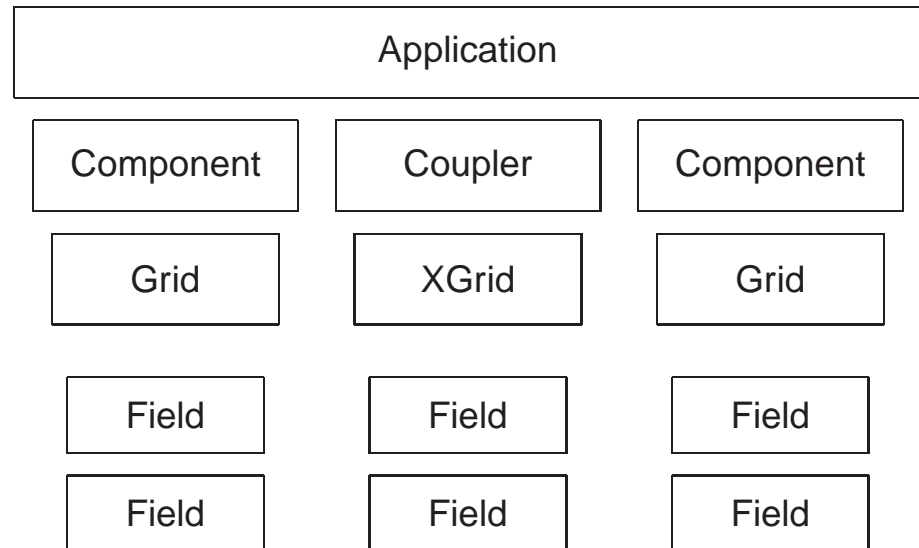 Application
Component Coupler Component
Grid XGrid Grid
Field Field Field
Field Field Field